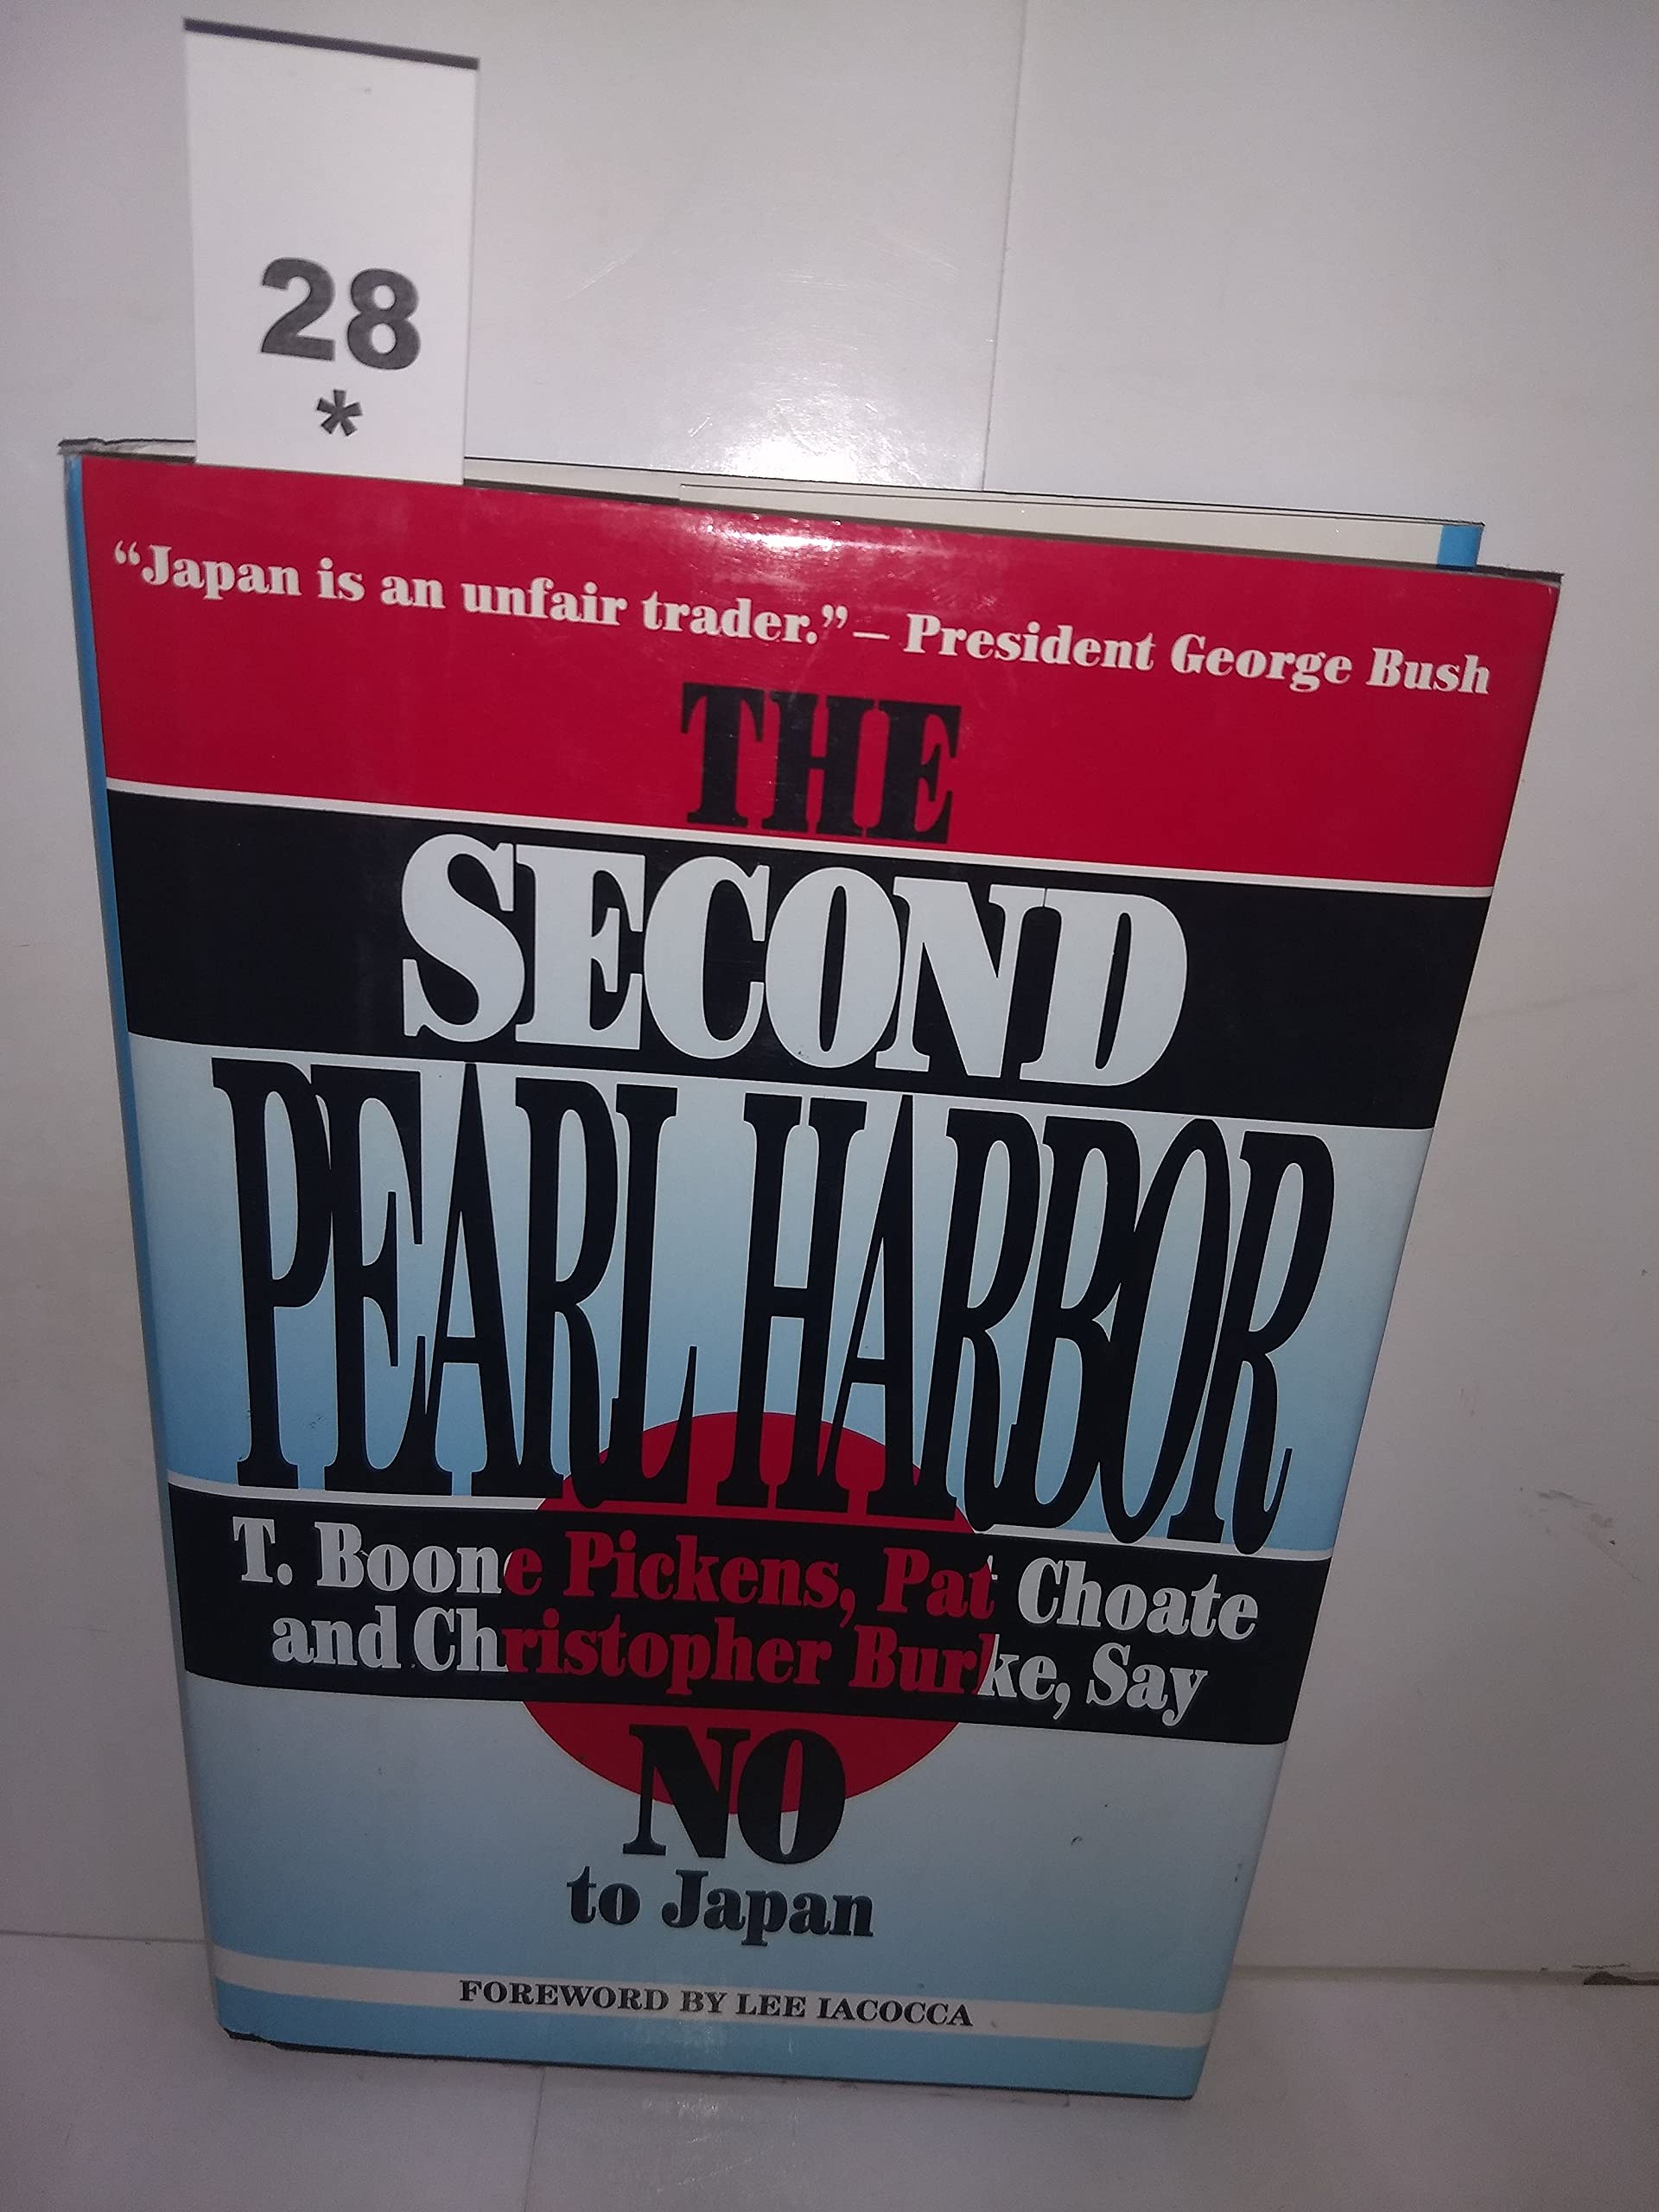 28
*
“Japan is an unfair trader.” – President George Bush
THE
SECOND
PEARL HARBOR
T. Boone Pickens, Pat Choate
and Christopher Burke, Say
NO
to Japan
FOREWORD BY LEE IACOCCA